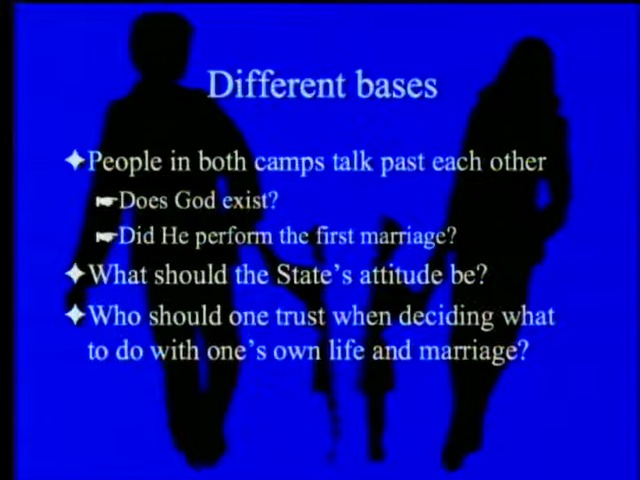 Different bases
People in both camps talk past each other
Does God exist?
Did He perform the first marriage?
What should the State's attitude be?
Who should one trust when deciding what
to do with one's own life and marriage?